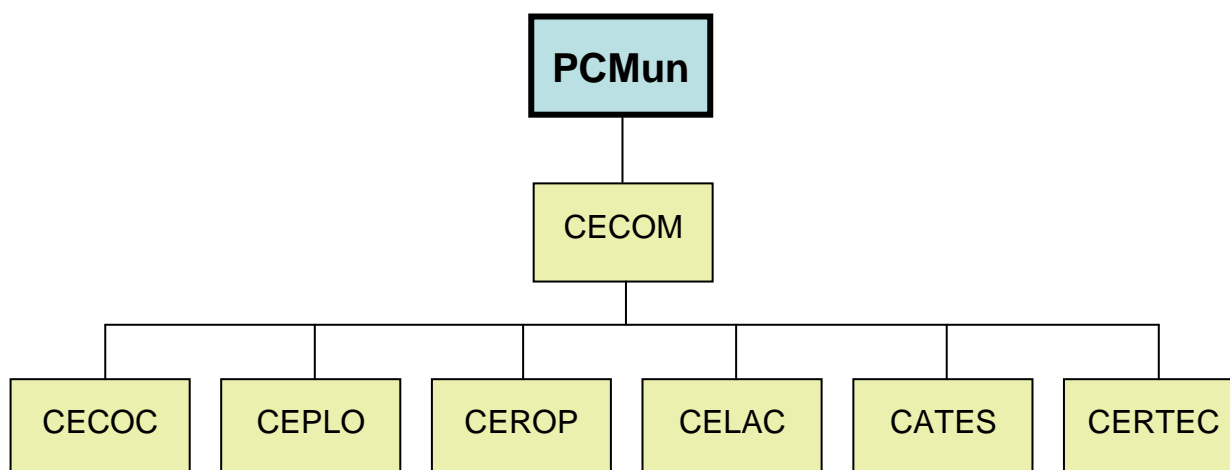 PCMun
CECOM
CECOC
CEPLO
CEROP
CELAC
CATES
CERTEC